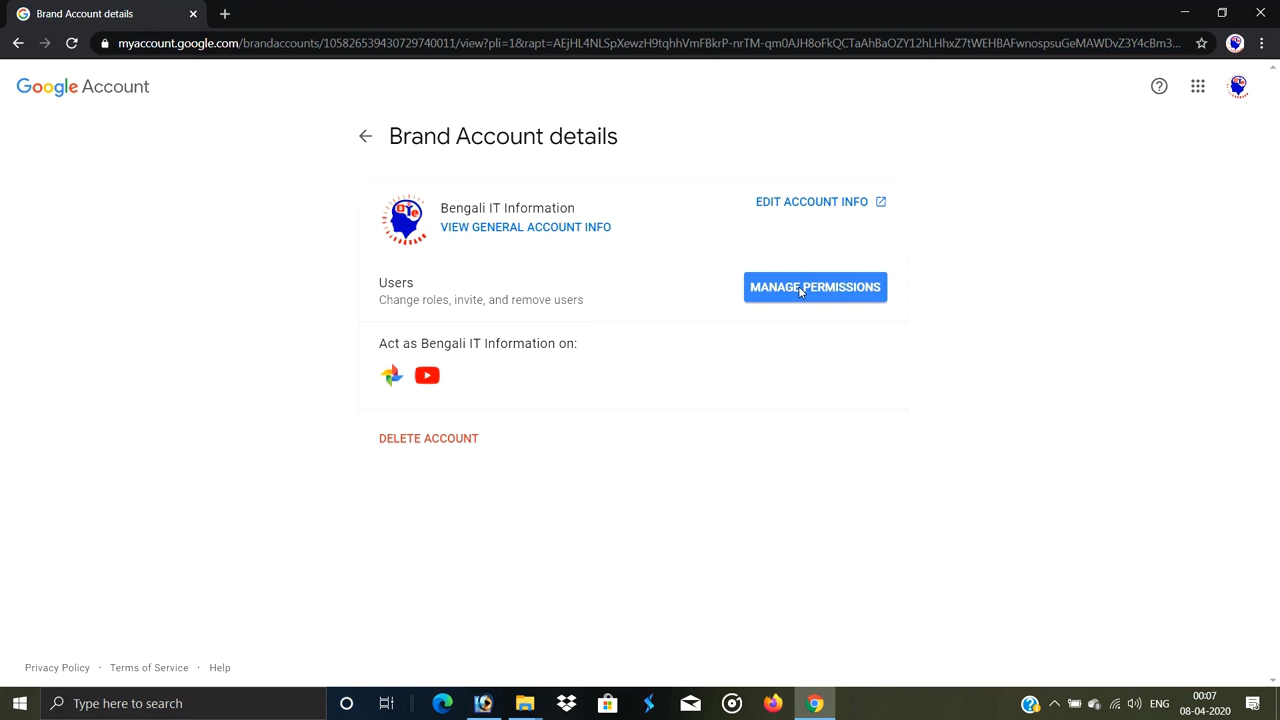 Brand Account details
myaccount.google.com/brandaccounts/105826539430729740011/view?pli=1&rapt=AEjHL4NLSpXewzH9tqhhVmFBkrP-nrTM-qm0AJH8oFkQCTaAhBaOZY12hLHhxZ7tWEHBAFwnospsuGeMAWDvZ3Y4cBm3...
Google Account
Brand Account details
Bengali IT Information
EDIT ACCOUNT INFO
VIEW GENERAL ACCOUNT INFO
Users
Change roles, invite, and remove users
MANAGE PERMISSIONS
Act as Bengali IT Information on:
DELETE ACCOUNT
Privacy Policy · Terms of Service · Help
Type here to search
ENG
00:07
08-04-2020